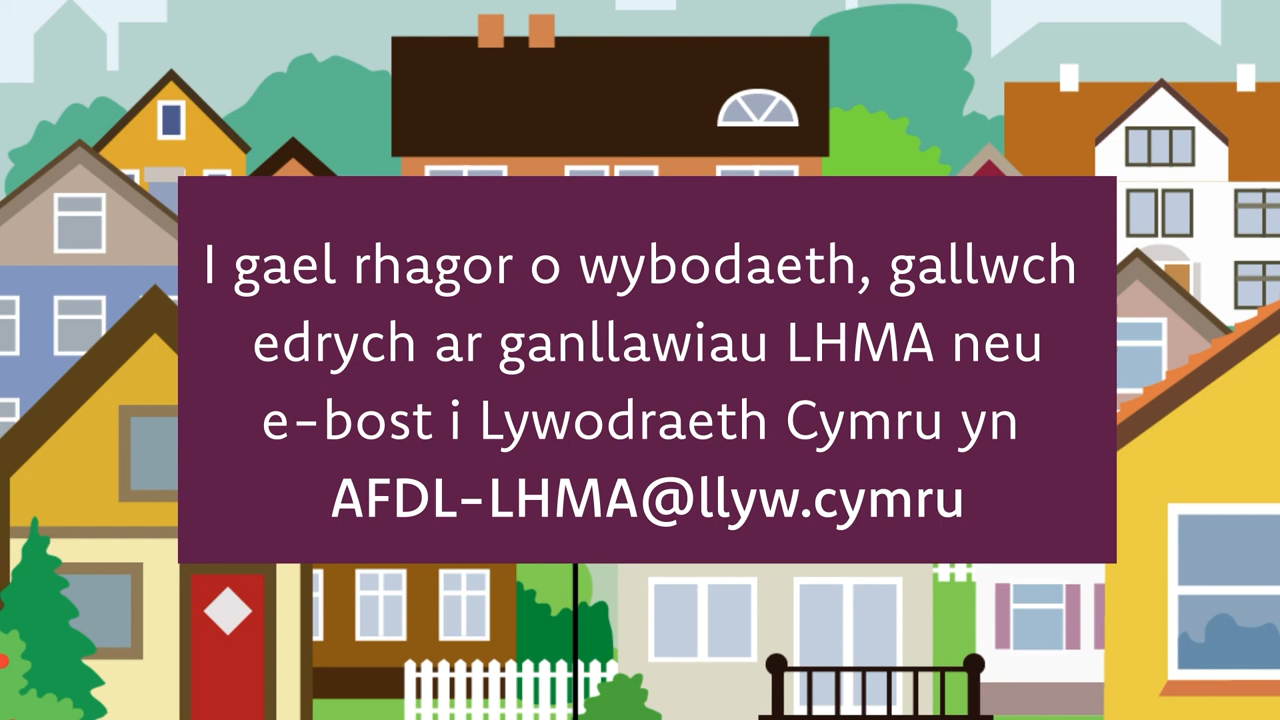 I gael rhagor o wybodaeth, gallwch
edrych ar ganllawiau LHMA neu
e-bost i Lywodraeth Cymru yn
AFDL-LHMA@llyw.cymru